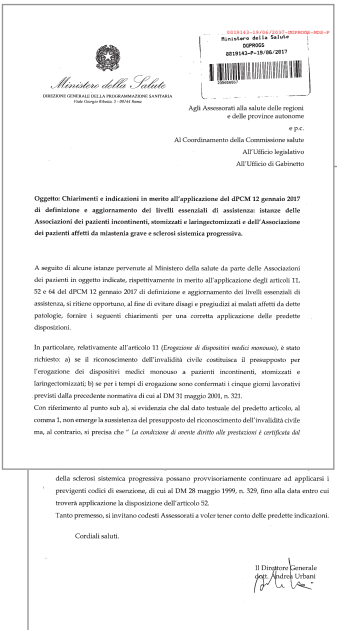 0019143-19/06/2017-DGPROGS-MDS-P
Ministero della Salute
DGPROGS
0019143-P-19/06/2017
Ministero della Salute
DIREZIONE GENERALE DELLA PROGRAMMAZIONE SANITARIA
Viale Giorgio Ribotta, 5 - 00144 Roma
Agli Assessorati alla salute delle regioni
e delle province autonome
e p.c.
Al Coordinamento della Commissione salute
All'Ufficio legislativo
All'Ufficio di Gabinetto
Oggetto: Chiarimenti e indicazioni in merito all'applicazione del dPCM 12 gennaio 2017
di definizione e aggiornamento dei livelli essenziali di assistenza: istanze delle
Associazioni dei pazienti incontinenti, stomizzati e laringectomizzati e dell'Associazione
dei pazienti affetti da miastenia grave e sclerosi sistemica progressiva.
A seguito di alcune istanze pervenute al Ministero della salute da parte delle Associazioni
dei pazienti in oggetto indicate, rispettivamente in merito all'applicazione degli articoli 11,
52 e 64 del dPCM 12 gennaio 2017 di definizione e aggiornamento dei livelli essenziali di
assistenza, si ritiene opportuno, al fine di evitare disagi e pregiudizi ai malati affetti da dette
patologie, fornire i seguenti chiarimenti per una corretta applicazione delle predette
disposizioni.
In particolare, relativamente all'articolo 11 (Erogazione di dispositivi medici monouso), è stato
richiesto: a) se il riconoscimento dell'invalidità civile costituisca il presupposto per
l'erogazione dei dispositivi medici monouso a pazienti incontinenti, stomizzati e
laringectomizzati; b) se per i tempi di erogazione sono confermati i cinque giorni lavorativi
previsti dalla precedente normativa di cui al DM 31 maggio 2001, n. 321.
Con riferimento al punto sub a), si evidenzia che dal dato testuale del predetto articolo, al
comma 1, non emerge la sussistenza del presupposto del riconoscimento dell'invalidità civile
ma, al contrario, si precisa che " La condizione di avente diritto alle prestazioni è certificata dal
della sclerosi sistemica progressiva possano provvisoriamente continuare ad applicarsi i
previgenti codici di esenzione, di cui al DM 28 maggio 1999, n. 329, fino alla data entro cui
troverà applicazione la disposizione dell'articolo 52.
Tanto premesso, si invitano codesti Assessorati a voler tener conto delle predette indicazioni.
Cordiali saluti.
Il Direttore Generale
dott. Andrea Urbani